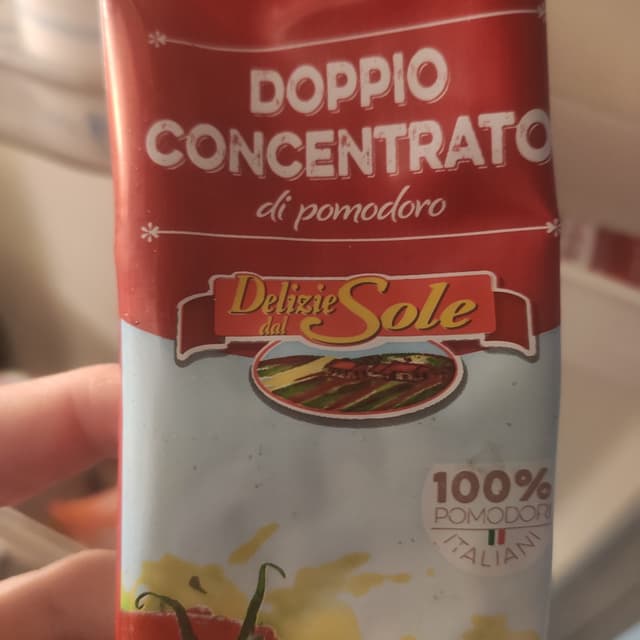 DOPPIO
CONCENTRATO
di pomodoro
Delizie
dal Sole
100%
POMODORI
ITALIANI